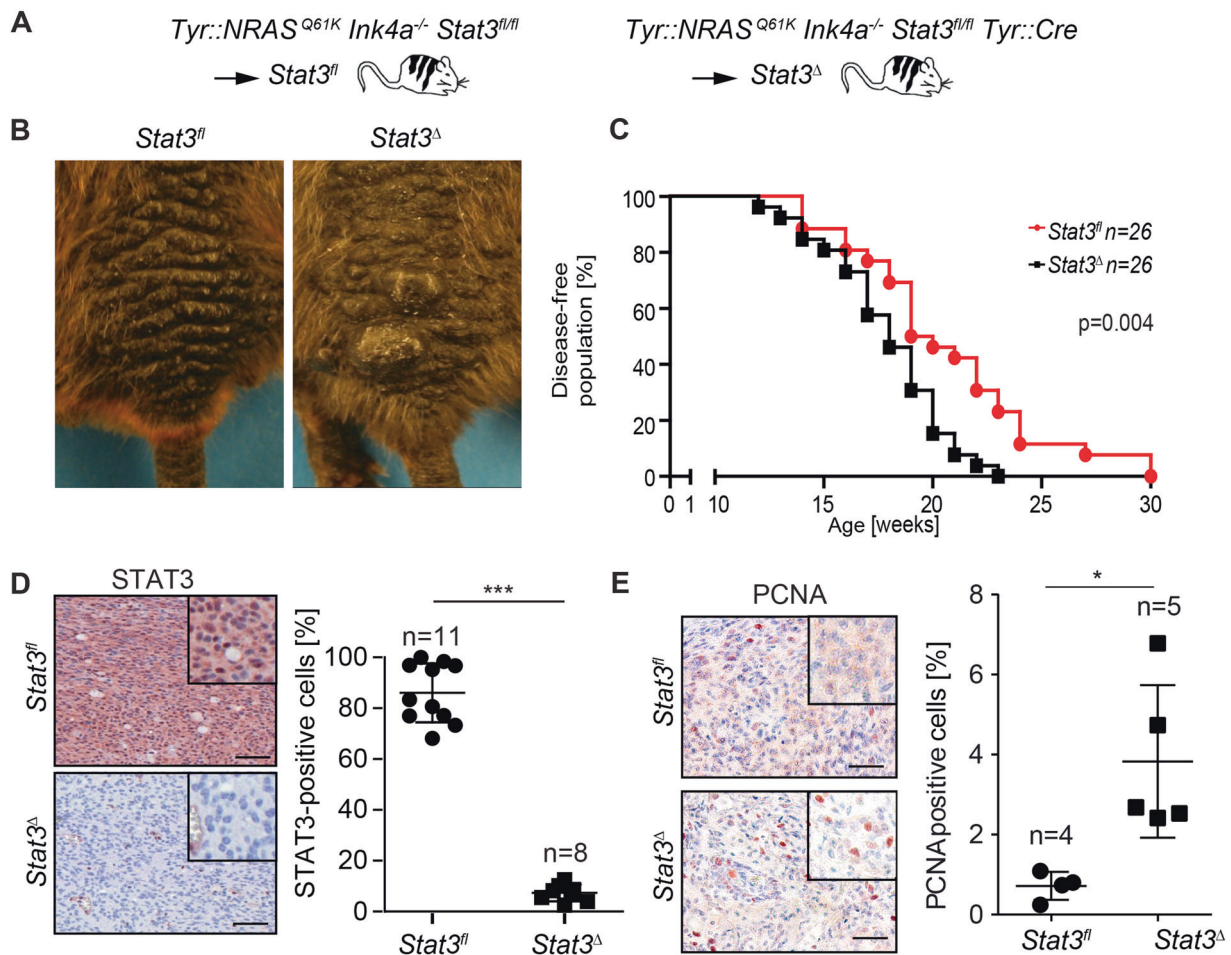 A
Tyr::NRAS^Q61K Ink4a^-/- Stat3^fl/fl
→ Stat3^fl
Tyr::NRAS^Q61K Ink4a^-/- Stat3^fl/fl Tyr::Cre
→ Stat3^Δ
B
Stat3^fl
Stat3^Δ
C
Disease-free
population [%]
100
80
60
40
20
0
0 1 10 15 20 25 30
Age [weeks]
Stat3^fl n=26
Stat3^Δ n=26
p=0.004
D
STAT3
Stat3^fl
Stat3^Δ
STAT3-positive cells [%]
100
80
60
40
20
0
n=11
***
n=8
Stat3^fl
Stat3^Δ
E
PCNA
Stat3^fl
Stat3^Δ
PCNApositive cells [%]
8
6
4
2
0
n=4
*
n=5
Stat3^fl
Stat3^Δ